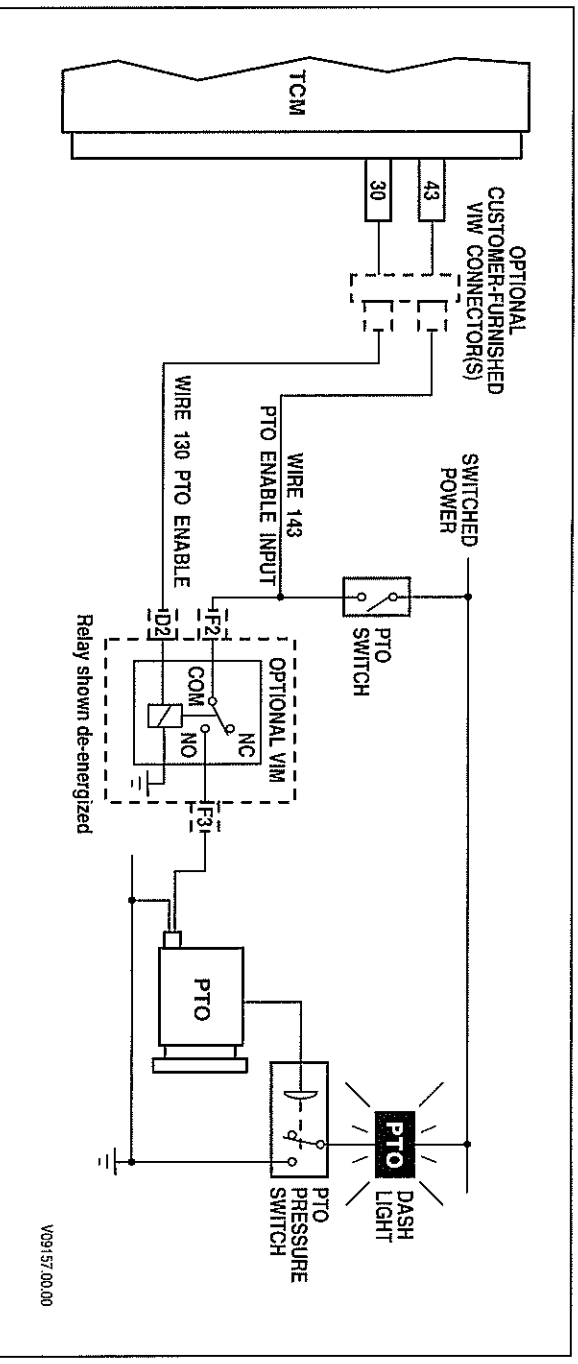 TCM
43
30
OPTIONAL
CUSTOMER-FURNISHED
VIW CONNECTOR(S)
WIRE 143
PTO ENABLE INPUT
WIRE 130 PTO ENABLE
SWITCHED
POWER
PTO
SWITCH
F2
D2
OPTIONAL VIM
COM
NC
NO
Relay shown de-energized
F3
PTO
PTO
DASH
LIGHT
PTO
PRESSURE
SWITCH
V09157.00.00